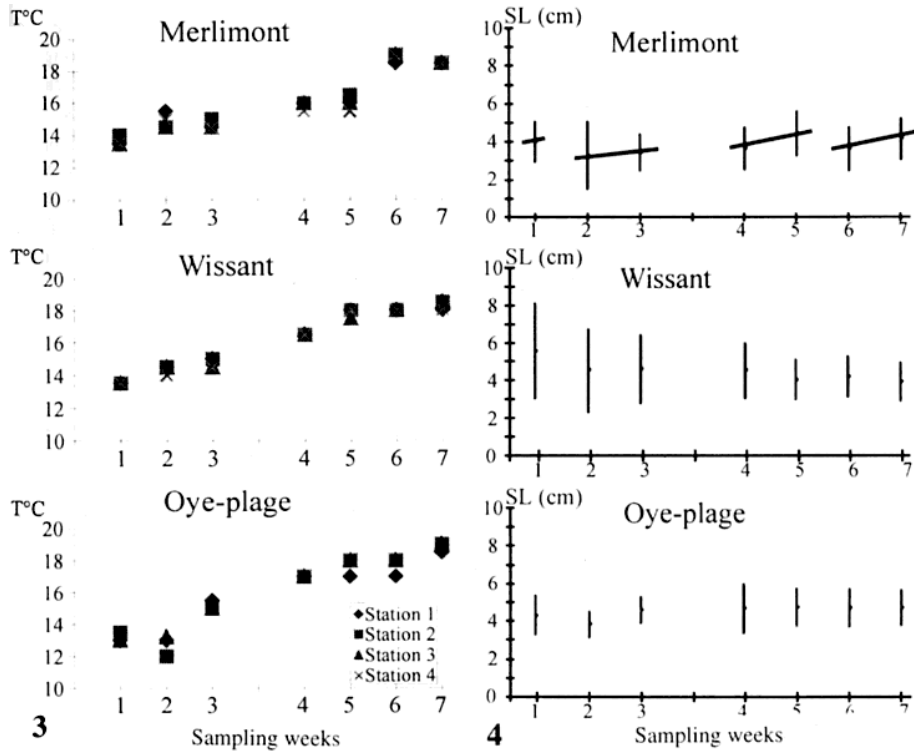 T°C
Merlimont
20
18
16
14
12
10
1 2 3 4 5 6 7
T°C
Wissant
20
18
16
14
12
10
1 2 3 4 5 6 7
T°C
Oye-plage
20
18
16
14
12
10
Station 1
Station 2
Station 3
Station 4
1 2 3 4 5 6 7
3
Sampling weeks
SL (cm)
Merlimont
10
8
6
4
2
0
1 2 3 4 5 6 7
SL (cm)
Wissant
10
8
6
4
2
0
1 2 3 4 5 6 7
SL (cm)
Oye-plage
10
8
6
4
2
0
1 2 3 4 5 6 7
4
Sampling weeks